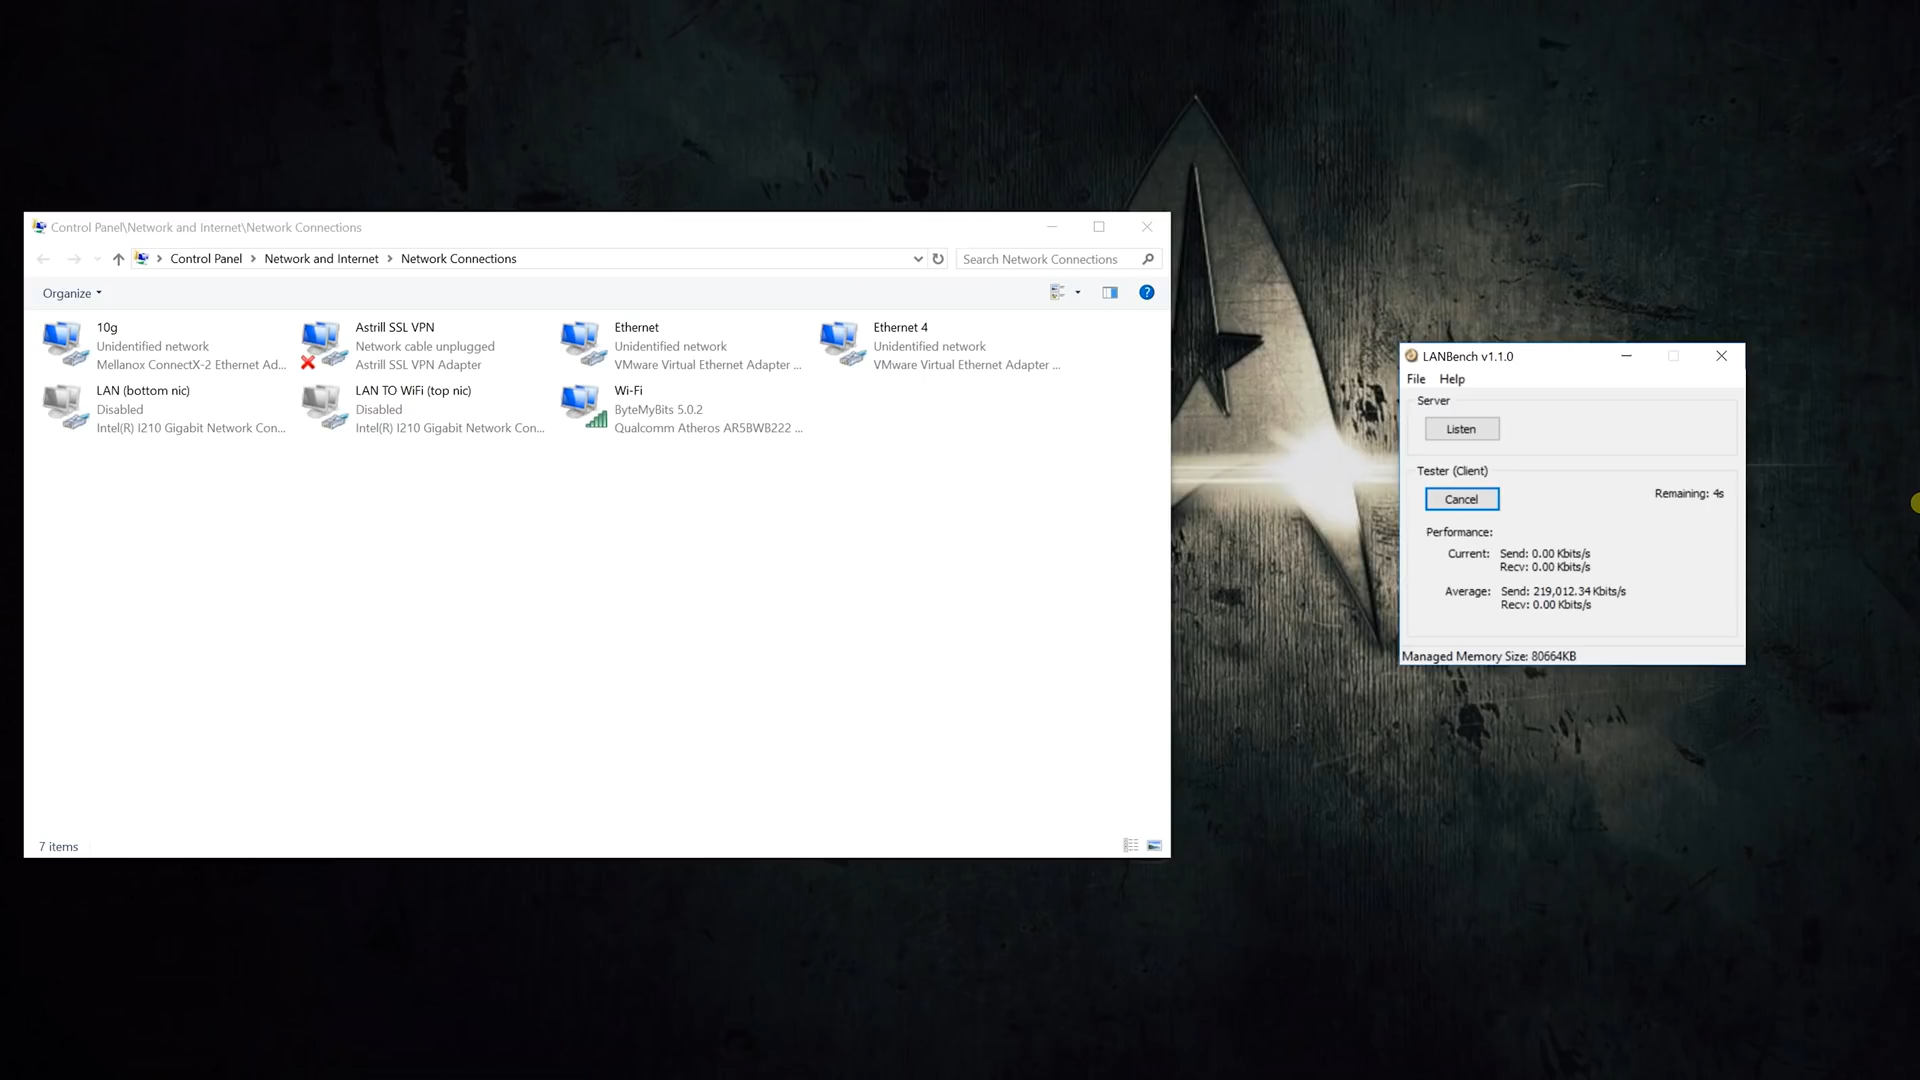 Control Panel\Network and Internet\Network Connections
Control Panel > Network and Internet > Network Connections
Search Network Connections
Organize
10g
Unidentified network
Mellanox ConnectX-2 Ethernet Ad...
Astrill SSL VPN
Network cable unplugged
Astrill SSL VPN Adapter
Ethernet
Unidentified network
VMware Virtual Ethernet Adapter ...
Ethernet 4
Unidentified network
VMware Virtual Ethernet Adapter ...
LAN (bottom nic)
Disabled
Intel(R) I210 Gigabit Network Con...
LAN TO WiFi (top nic)
Disabled
Intel(R) I210 Gigabit Network Con...
Wi-Fi
ByteMyBits 5.0.2
Qualcomm Atheros AR5BWB222 ...
7 items
LANBench v1.1.0
File Help
Server
Listen
Tester (Client)
Cancel
Remaining: 4s
Performance:
Current: Send: 0.00 Kbits/s
Recv: 0.00 Kbits/s
Average: Send: 219,012.34 Kbits/s
Recv: 0.00 Kbits/s
Managed Memory Size: 80664KB